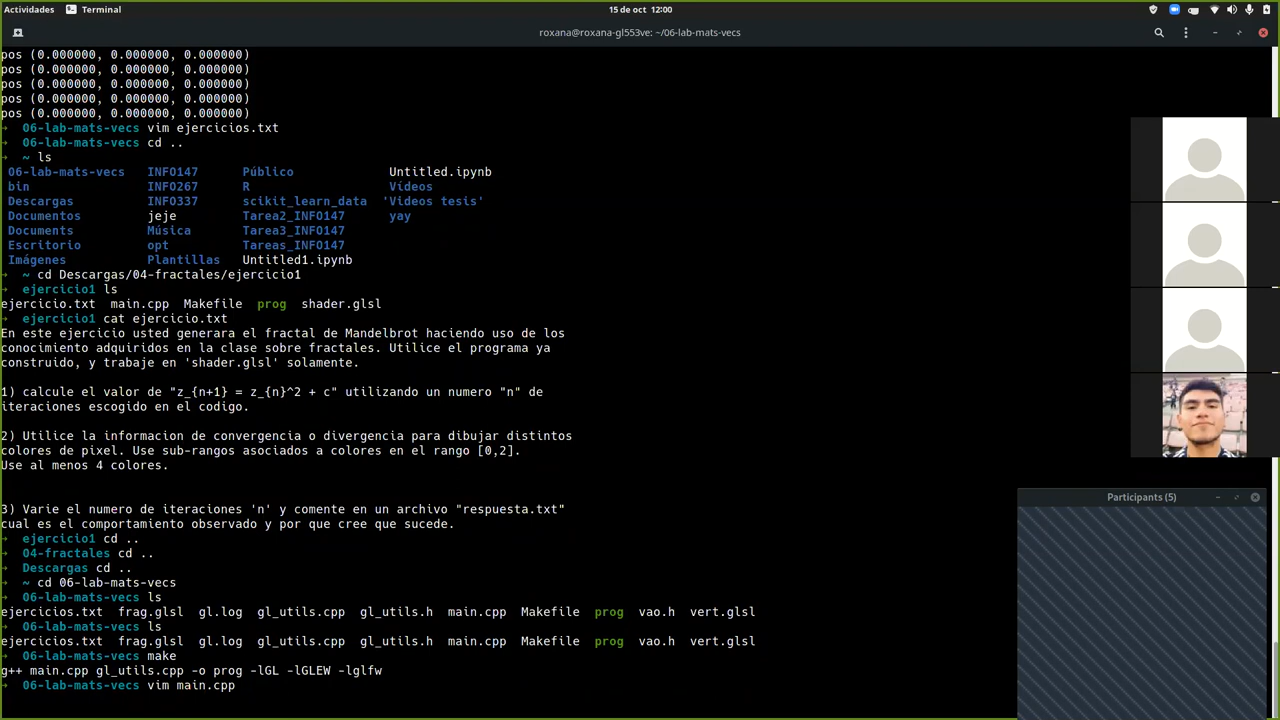 Actividades Terminal 15 de oct 12:00
roxana@roxana-gl553ve: ~/06-lab-mats-vecs
pos (0.000000, 0.000000, 0.000000)
pos (0.000000, 0.000000, 0.000000)
pos (0.000000, 0.000000, 0.000000)
pos (0.000000, 0.000000, 0.000000)
pos (0.000000, 0.000000, 0.000000)
→ 06-lab-mats-vecs vim ejercicios.txt
→ 06-lab-mats-vecs cd ..
→ ~ ls
06-lab-mats-vecs INFO147 Público Untitled.ipynb
bin INFO267 R Vídeos
Descargas INFO337 scikit_learn_data 'Videos tesis'
Documentos jeje Tarea2_INFO147 yay
Documents Música Tarea3_INFO147
Escritorio opt Tareas_INFO147
Imágenes Plantillas Untitled1.ipynb
→ ~ cd Descargas/04-fractales/ejercicio1
→ ejercicio1 ls
ejercicio.txt main.cpp Makefile prog shader.glsl
→ ejercicio1 cat ejercicio.txt
En este ejercicio usted generara el fractal de Mandelbrot haciendo uso de los
conocimiento adquiridos en la clase sobre fractales. Utilice el programa ya
construido, y trabaje en 'shader.glsl' solamente.
1) calcule el valor de "z_{n+1} = z_{n}^2 + c" utilizando un numero "n" de
iteraciones escogido en el codigo.
2) Utilice la informacion de convergencia o divergencia para dibujar distintos
colores de pixel. Use sub-rangos asociados a colores en el rango [0,2].
Use al menos 4 colores.
3) Varie el numero de iteraciones 'n' y comente en un archivo "respuesta.txt"
cual es el comportamiento observado y por que cree que sucede.
→ ejercicio1 cd ..
→ 04-fractales cd ..
→ Descargas cd ..
→ ~ cd 06-lab-mats-vecs
→ 06-lab-mats-vecs ls
ejercicios.txt frag.glsl gl.log gl_utils.cpp gl_utils.h main.cpp Makefile prog vao.h vert.glsl
→ 06-lab-mats-vecs ls
ejercicios.txt frag.glsl gl.log gl_utils.cpp gl_utils.h main.cpp Makefile prog vao.h vert.glsl
→ 06-lab-mats-vecs make
g++ main.cpp gl_utils.cpp -o prog -lGL -lGLEW -lglfw
→ 06-lab-mats-vecs vim main.cpp
Participants (5)